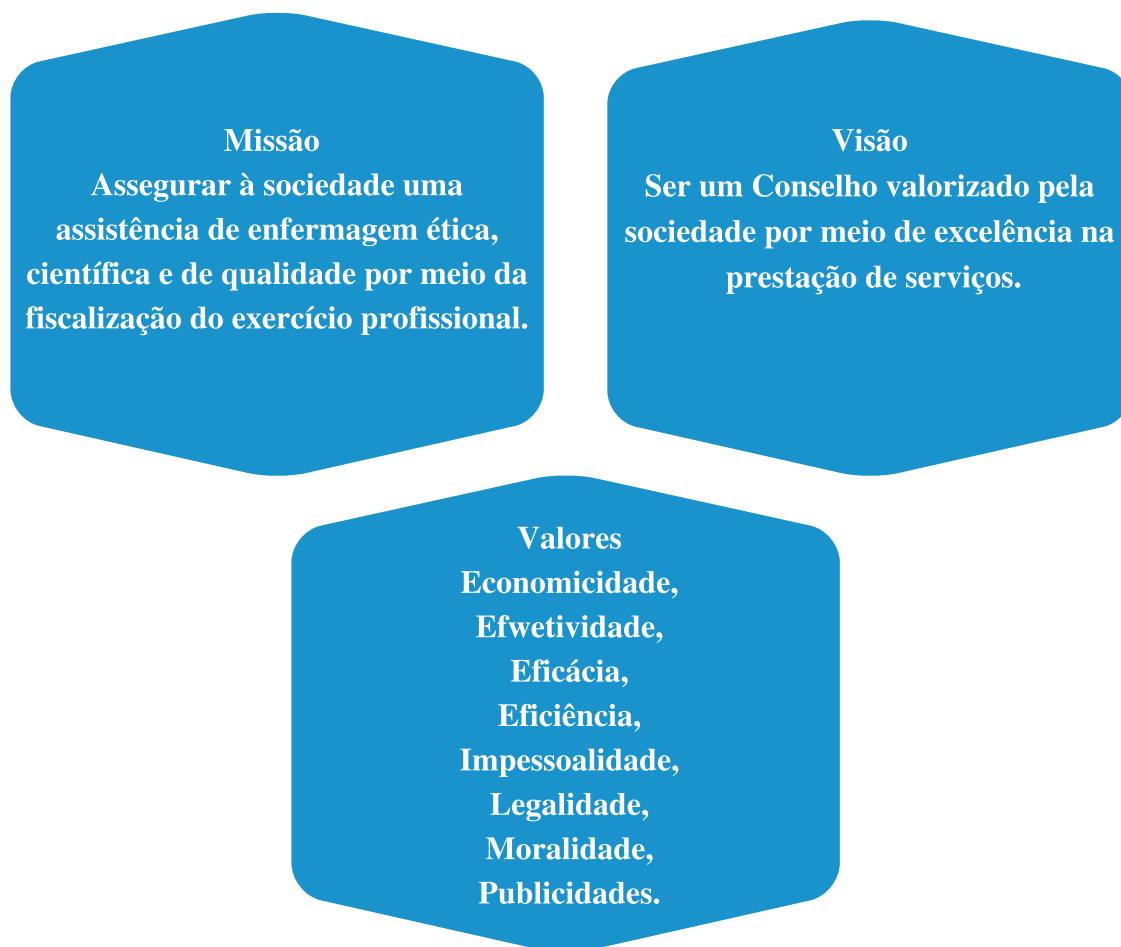 Missão
Assegurar à sociedade uma
assistência de enfermagem ética,
científica e de qualidade por meio da
fiscalização do exercício profissional.
Visão
Ser um Conselho valorizado pela
sociedade por meio de excelência na
prestação de serviços.
Valores
Economicidade,
Efwetividade,
Eficácia,
Eficiência,
Impessoalidade,
Legalidade,
Moralidade,
Publicidades.